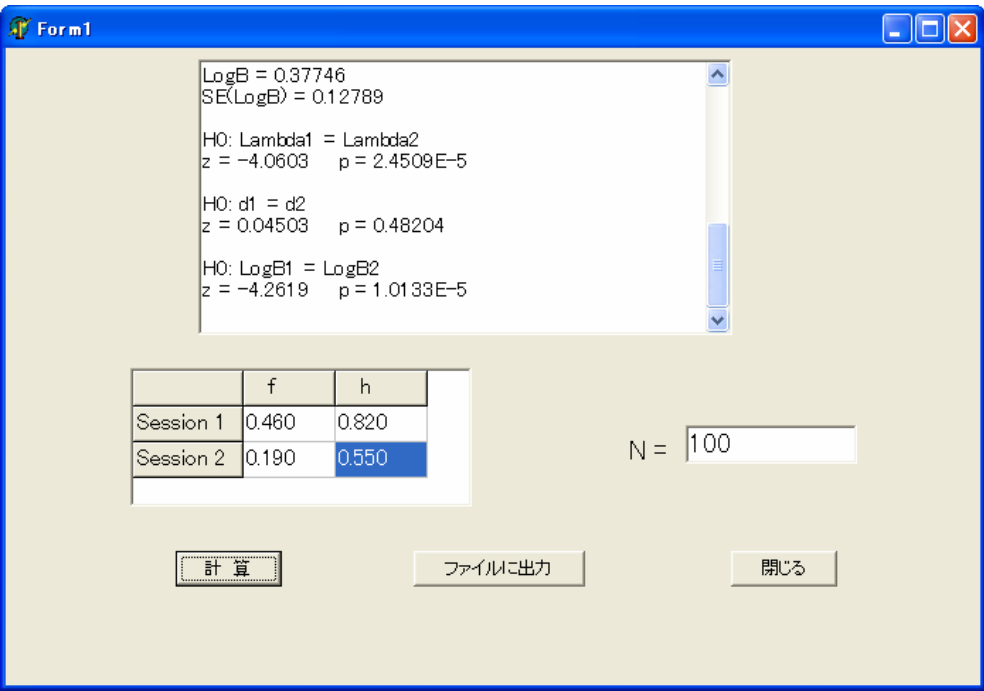 Form1
LogB = 0.37746
SE(LogB) = 0.12789
H0: Lambda1 = Lambda2
z = -4.0603 p = 2.4509E-5
H0: d1 = d2
z = 0.04503 p = 0.48204
H0: LogB1 = LogB2
z = -4.2619 p = 1.0133E-5
f h
Session 1 0.460 0.820
Session 2 0.190 0.550
N = 100
計 算 ファイルに出力 閉じる